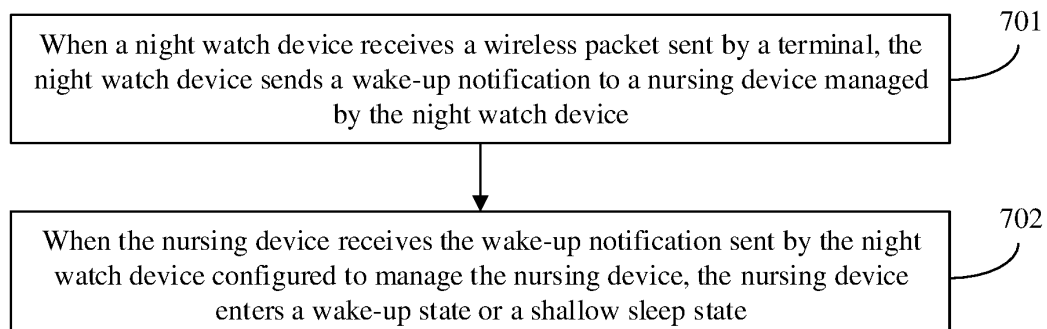 When a night watch device receives a wireless packet sent by a terminal, the
night watch device sends a wake-up notification to a nursing device managed
by the night watch device
701
When the nursing device receives the wake-up notification sent by the night
watch device configured to manage the nursing device, the nursing device
enters a wake-up state or a shallow sleep state
702